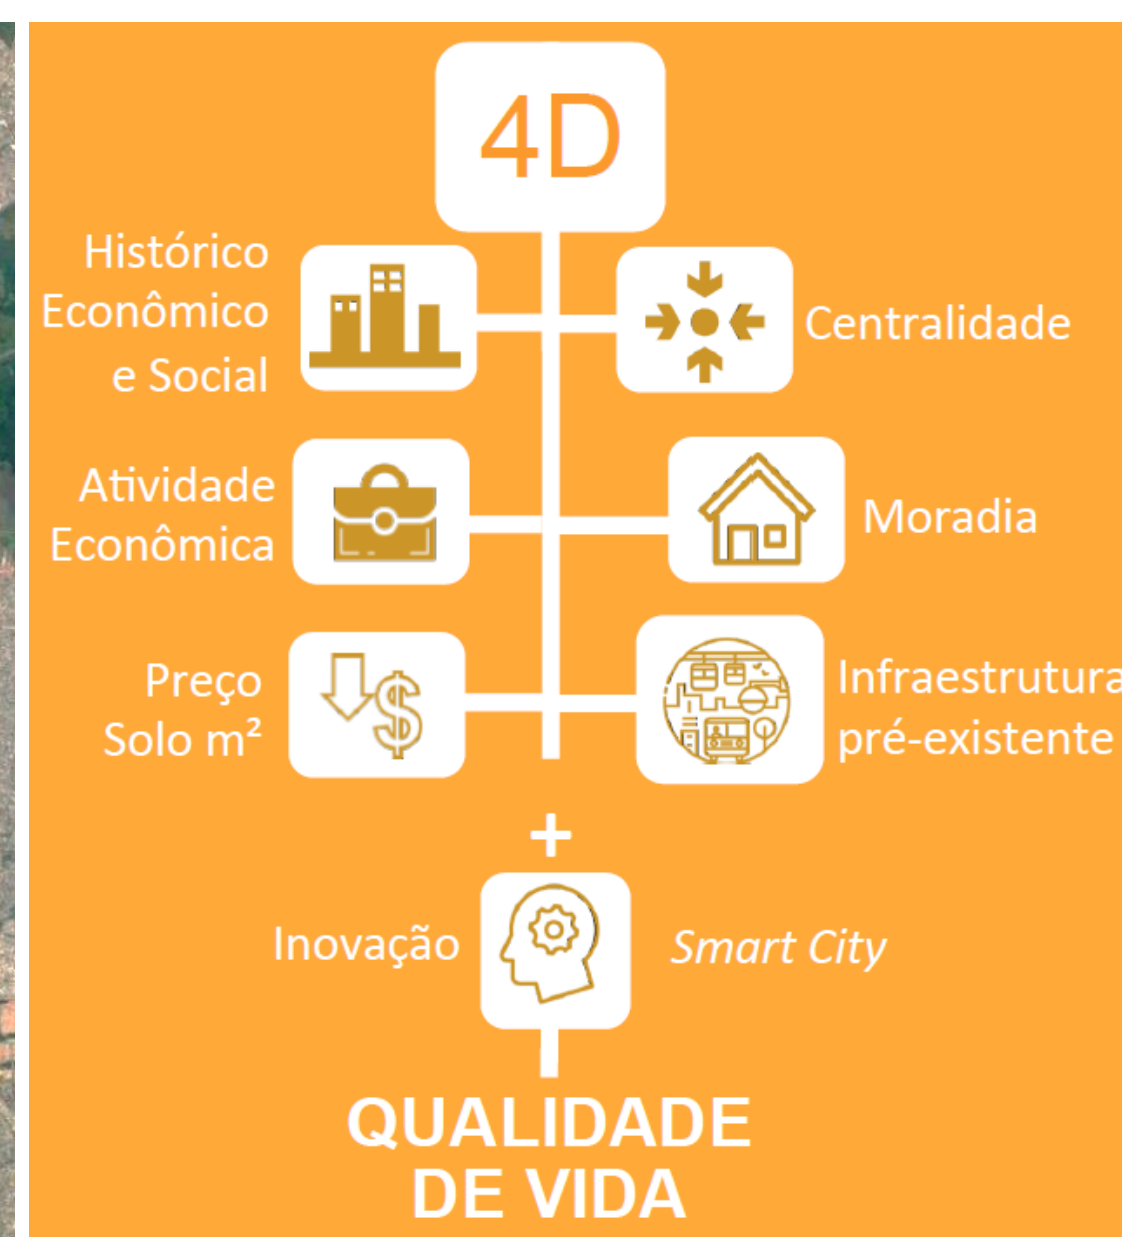 4D
Histórico
Econômico
e Social
Centralidade
Atividade
Econômica
Moradia
Preço
Solo m²
Infraestrutura
pré-existente
+
Inovação
Smart City
QUALIDADE
DE VIDA